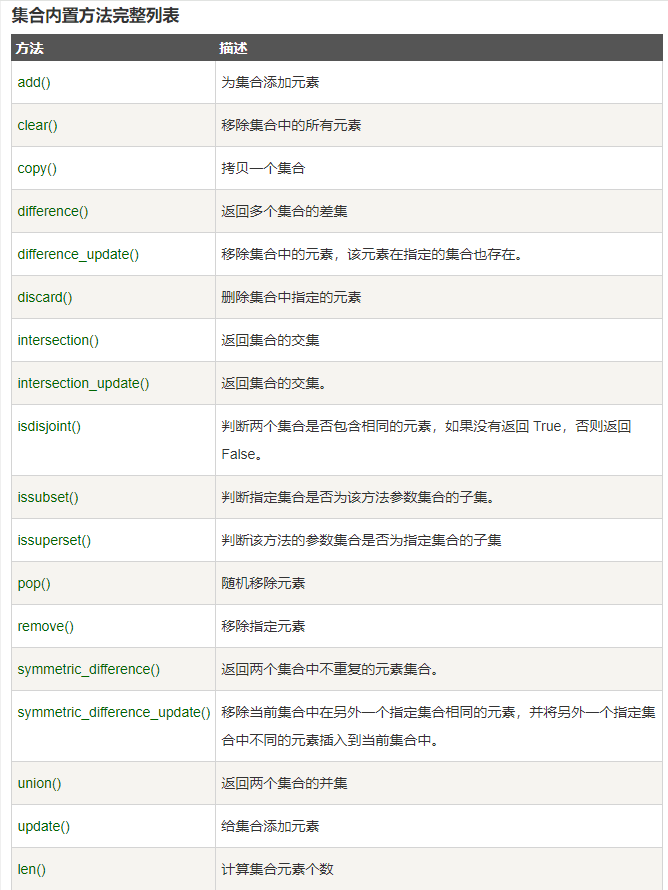 集合内置方法完整列表
方法 描述
add() 为集合添加元素
clear() 移除集合中的所有元素
copy() 拷贝一个集合
difference() 返回多个集合的差集
difference_update() 移除集合中的元素，该元素在指定的集合也存在。
discard() 删除集合中指定的元素
intersection() 返回集合的交集
intersection_update() 返回集合的交集。
isdisjoint() 判断两个集合是否包含相同的元素，如果没有返回 True，否则返回
False。
issubset() 判断指定集合是否为该方法参数集合的子集。
issuperset() 判断该方法的参数集合是否为指定集合的子集
pop() 随机移除元素
remove() 移除指定元素
symmetric_difference() 返回两个集合中不重复的元素集合。
symmetric_difference_update() 移除当前集合中在另外一个指定集合相同的元素，并将另外一个指定集
合中不同的元素插入到当前集合中。
union() 返回两个集合的并集
update() 给集合添加元素
len() 计算集合元素个数